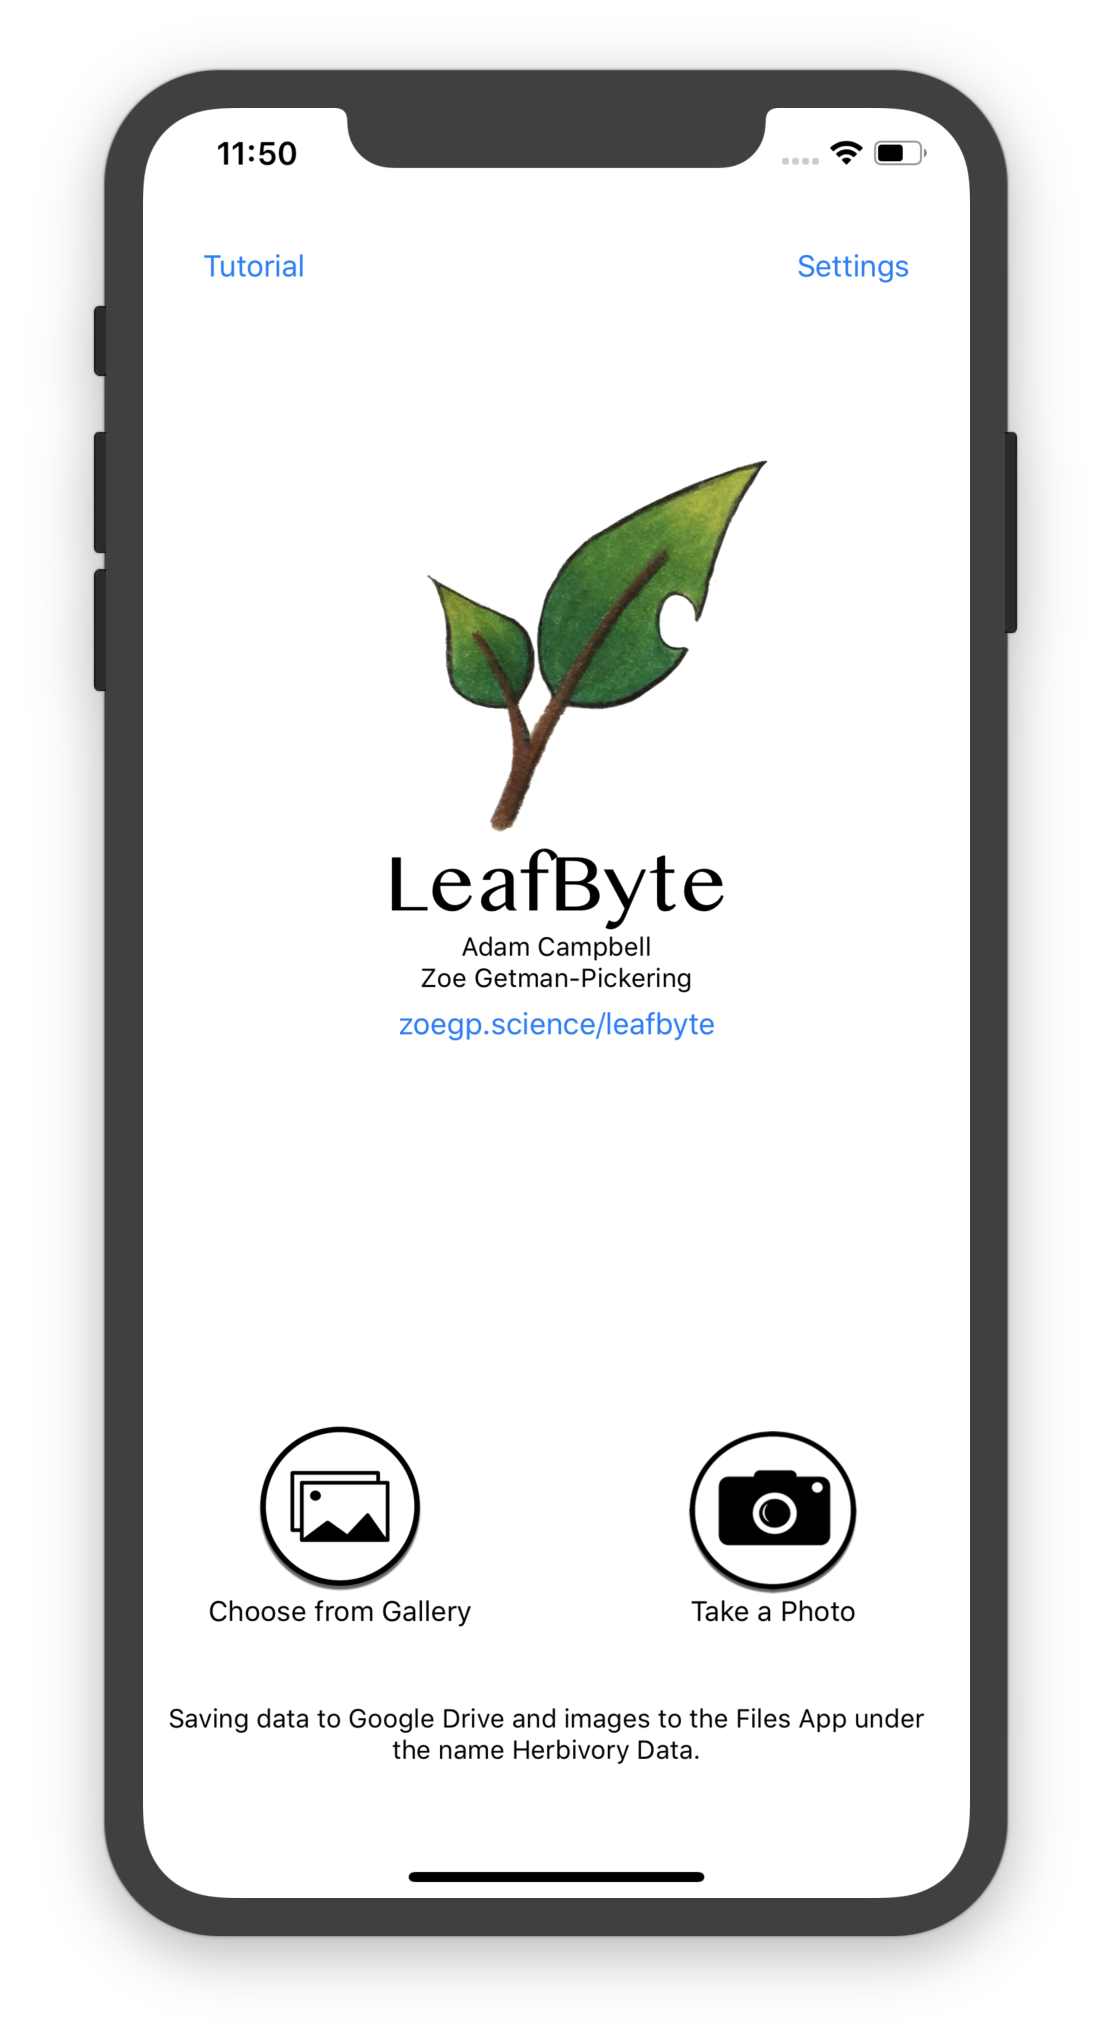 11:50
Tutorial
Settings
LeafByte
Adam Campbell
Zoe Getman-Pickering
zoegp.science/leafbyte
Choose from Gallery
Take a Photo
Saving data to Google Drive and images to the Files App under
the name Herbivory Data.